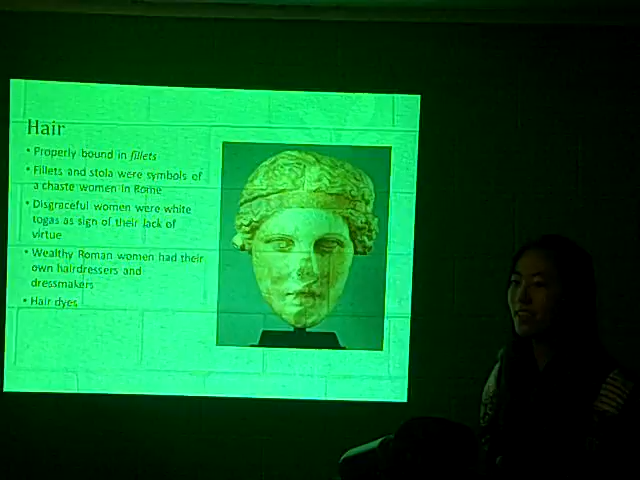 Hair
• Properly bound in fillets
• Fillets and stola were symbols of
a chaste women in Rome
• Disgraceful women wore white
togas as sign of their lack of
virtue
• Wealthy Roman women had their
own hairdressers and
dressmakers
• Hair dyes